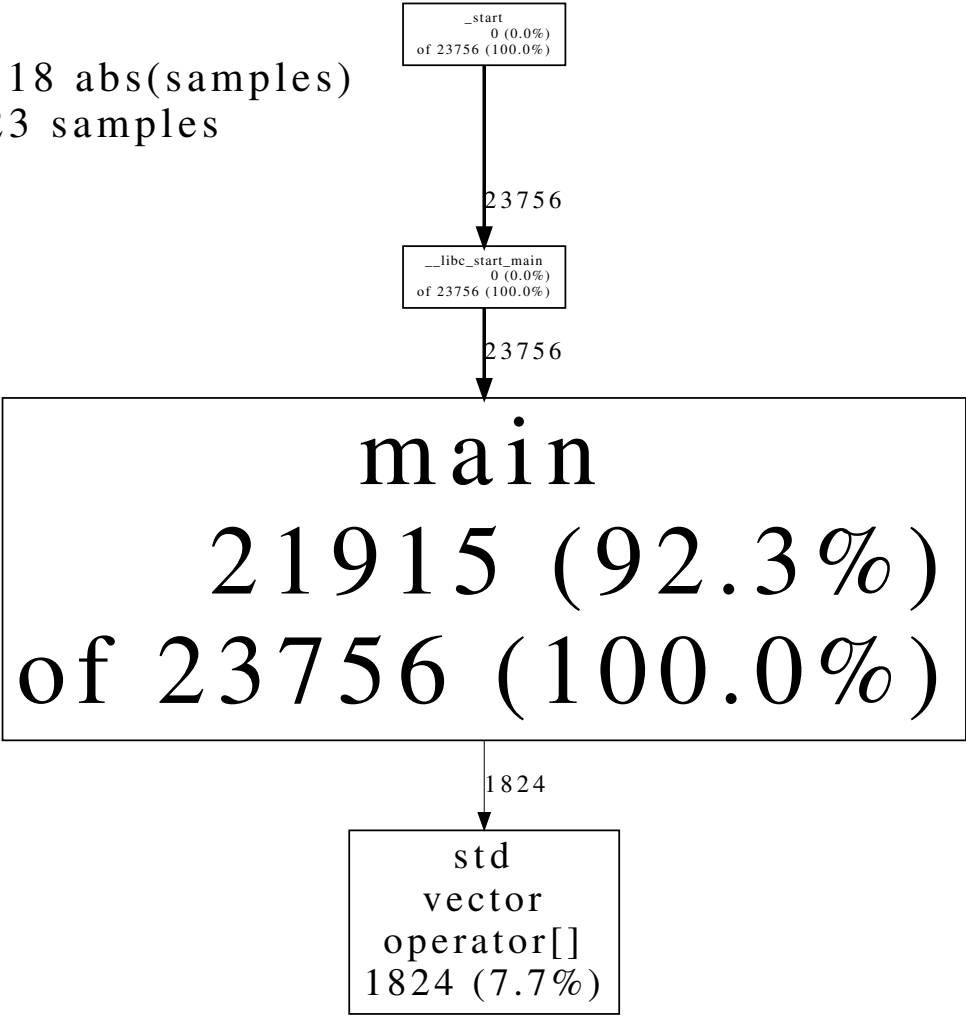 _start
0 (0.0%)
of 23756 (100.0%)
18 abs(samples)
3 samples
23756
__libc_start_main
0 (0.0%)
of 23756 (100.0%)
23756
main
21915 (92.3%)
of 23756 (100.0%)
1824
std
vector
operator[]
1824 (7.7%)